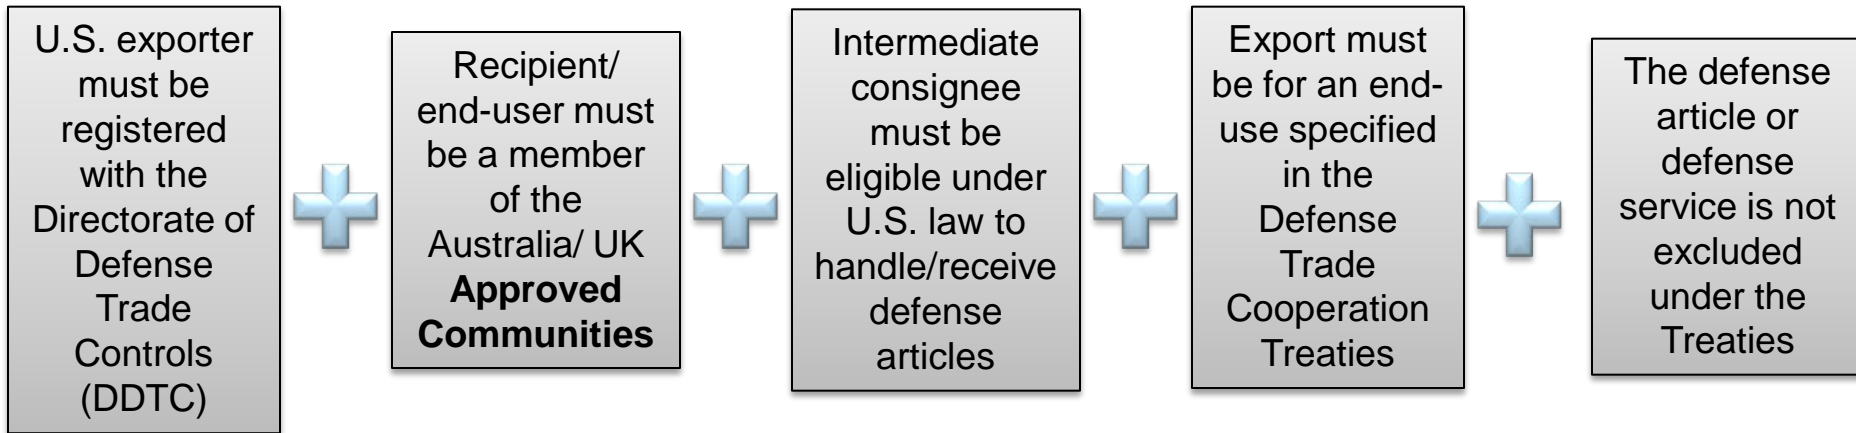 U.S. exporter
must be
registered
with the
Directorate of
Defense
Trade
Controls
(DDTC)
Recipient/
end-user must
be a member
of the
Australia/ UK
Approved
Communities
Intermediate
consignee
must be
eligible under
U.S. law to
handle/receive
defense
articles
Export must
be for an end-
use specified
in the
Defense
Trade
Cooperation
Treaties
The defense
article or
defense
service is not
excluded
under the
Treaties